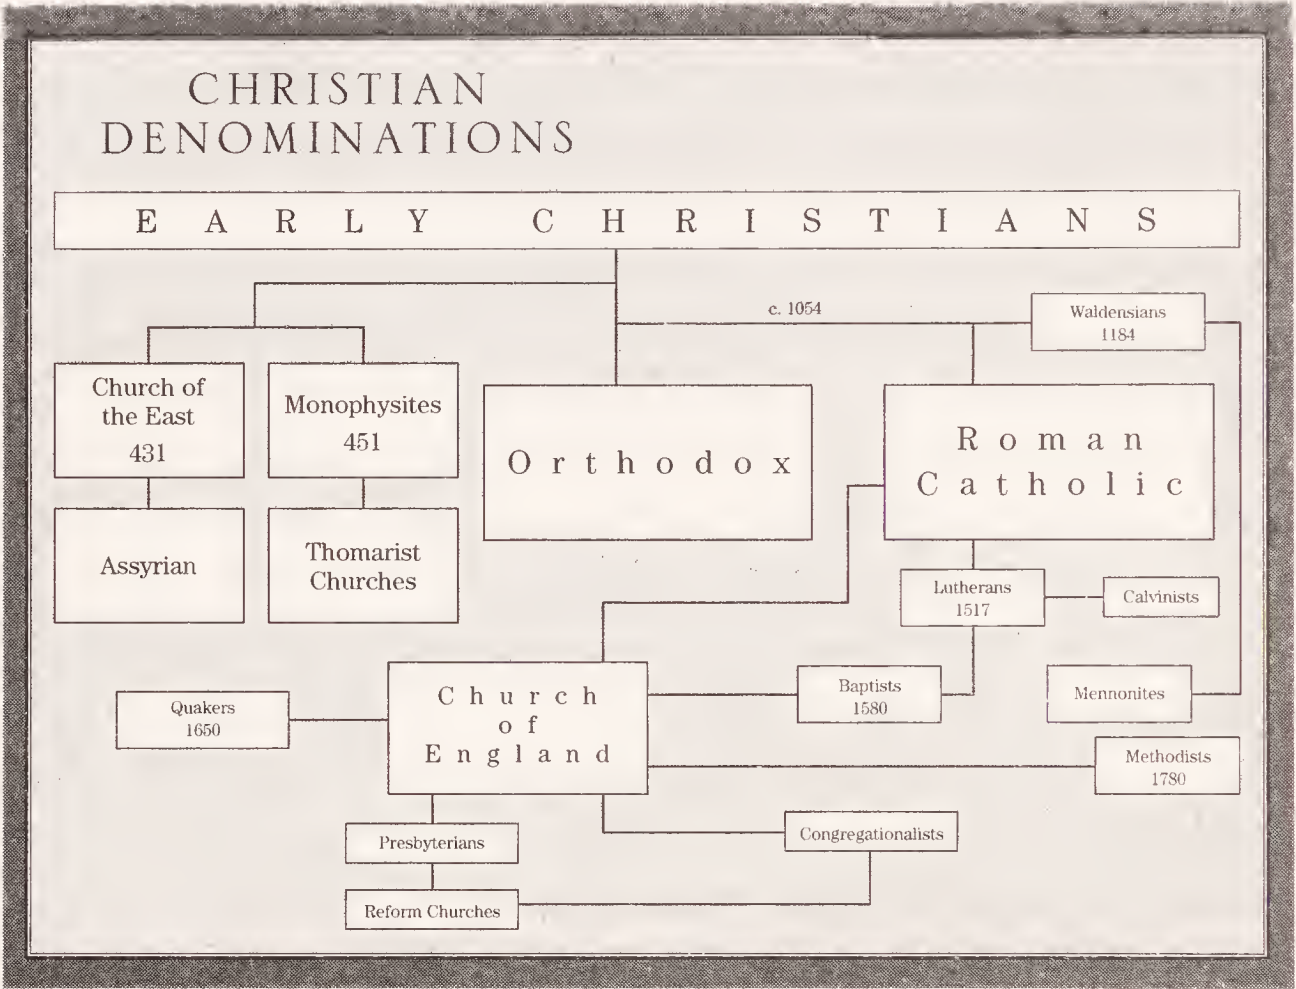 CHRISTIAN
DENOMINATIONS
EARLY CHRISTIANS
c. 1054
Waldensians
1184
Church of
the East
431
Monophysites
451
Orthodox
Roman
Catholic
Assyrian
Thomarist
Churches
Lutherans
1517
Calvinists
Quakers
1650
Church
of
England
Baptists
1580
Mennonites
Methodists
1780
Presbyterians
Congregationalists
Reform Churches